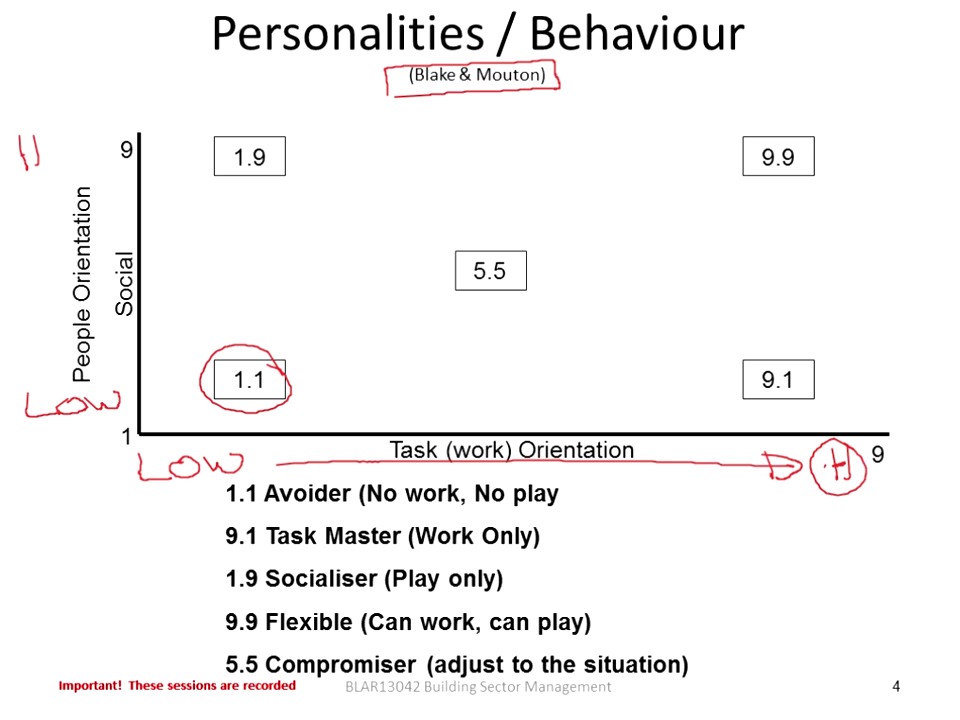 Personalities / Behaviour
(Blake & Mouton)
H
9
1.9
9.9
People Orientation
Social
5.5
1.1
9.1
LOW
1
Task (work) Orientation
9
LOW
H
1.1 Avoider (No work, No play
9.1 Task Master (Work Only)
1.9 Socialiser (Play only)
9.9 Flexible (Can work, can play)
5.5 Compromiser (adjust to the situation)
Important! These sessions are recorded
BLAR13042 Building Sector Management
4